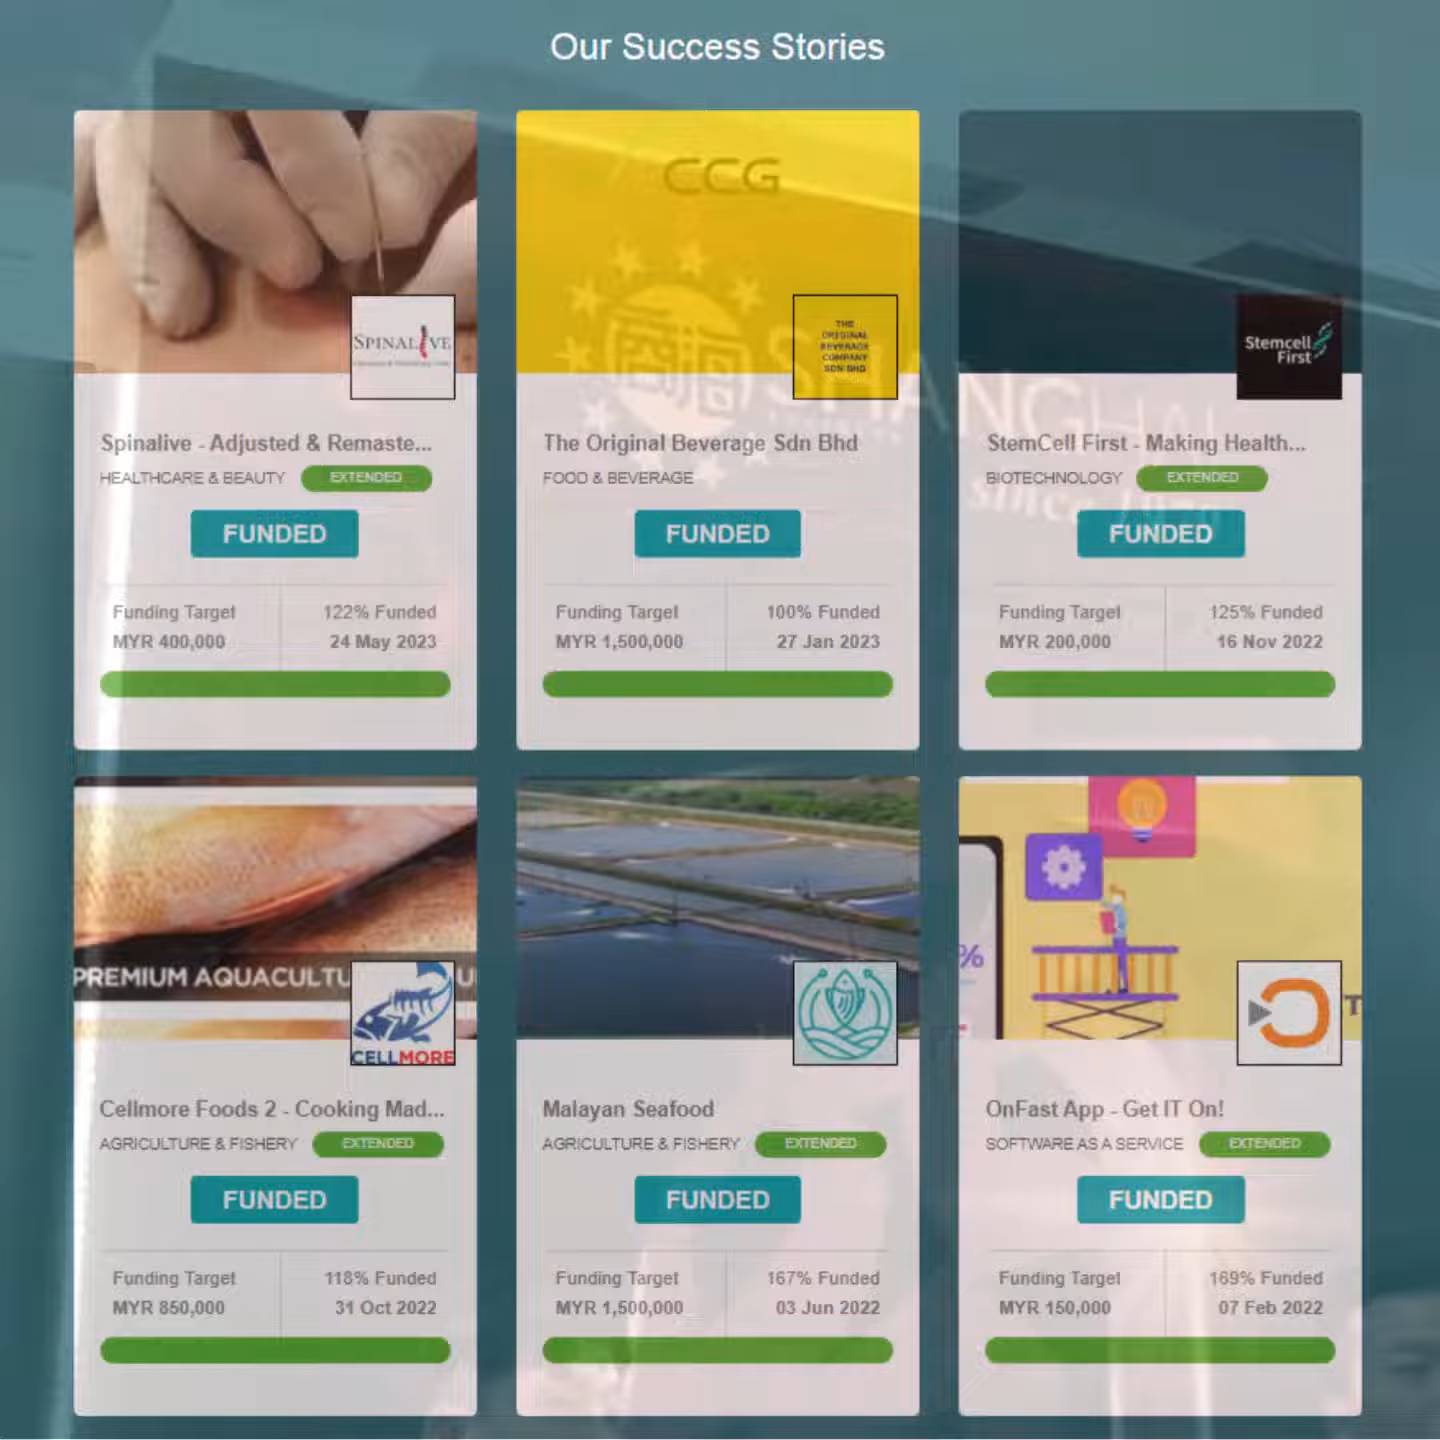 Our Success Stories
CCG
SPINALIVE
THE
ORIGINAL
BEVERAGE
COMPANY
SDN BHD
Stemcell
First
SHANGHAI
since
Spinalive - Adjusted & Remaste...
HEALTHCARE & BEAUTY EXTENDED
FUNDED
Funding Target 122% Funded
MYR 400,000 24 May 2023
The Original Beverage Sdn Bhd
FOOD & BEVERAGE
FUNDED
Funding Target 100% Funded
MYR 1,500,000 27 Jan 2023
StemCell First - Making Health...
BIOTECHNOLOGY EXTENDED
FUNDED
Funding Target 125% Funded
MYR 200,000 16 Nov 2022
PREMIUM AQUACULTU
CELLMORE
Cellmore Foods 2 - Cooking Mad...
AGRICULTURE & FISHERY EXTENDED
FUNDED
Funding Target 118% Funded
MYR 850,000 31 Oct 2022
Malayan Seafood
AGRICULTURE & FISHERY EXTENDED
FUNDED
Funding Target 167% Funded
MYR 1,500,000 03 Jun 2022
%
T
OnFast App - Get IT On!
SOFTWARE AS A SERVICE EXTENDED
FUNDED
Funding Target 169% Funded
MYR 150,000 07 Feb 2022